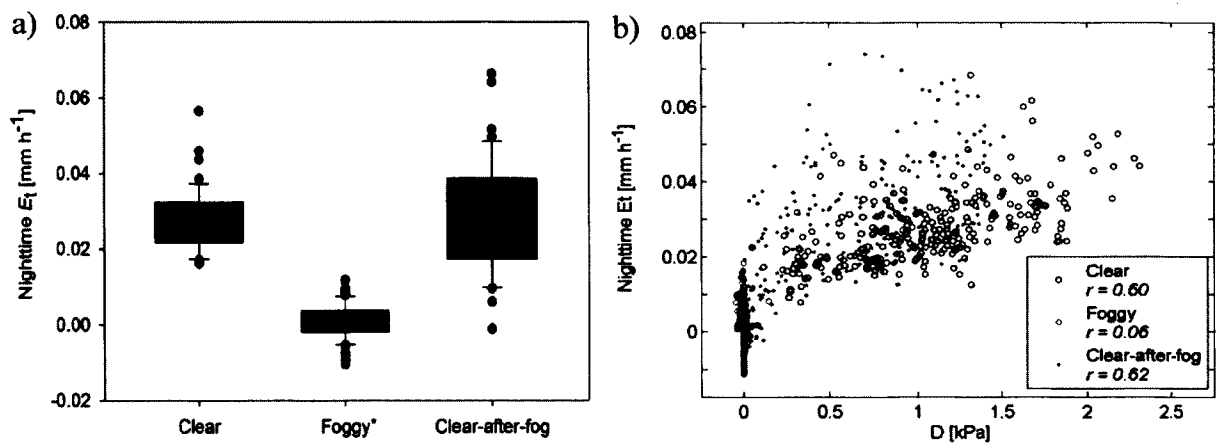 a)
Nighttime Et [mm h-1]
0.08
0.06
0.04
0.02
0.00
-0.02
Clear
Foggy*
Clear-after-fog
b)
Nighttime Et [mm h-1]
0.08
0.06
0.04
0.02
0
0
0.5
1
1.5
2
2.5
D [kPa]
Clear
r = 0.60
Foggy
r = 0.06
Clear-after-fog
r = 0.62